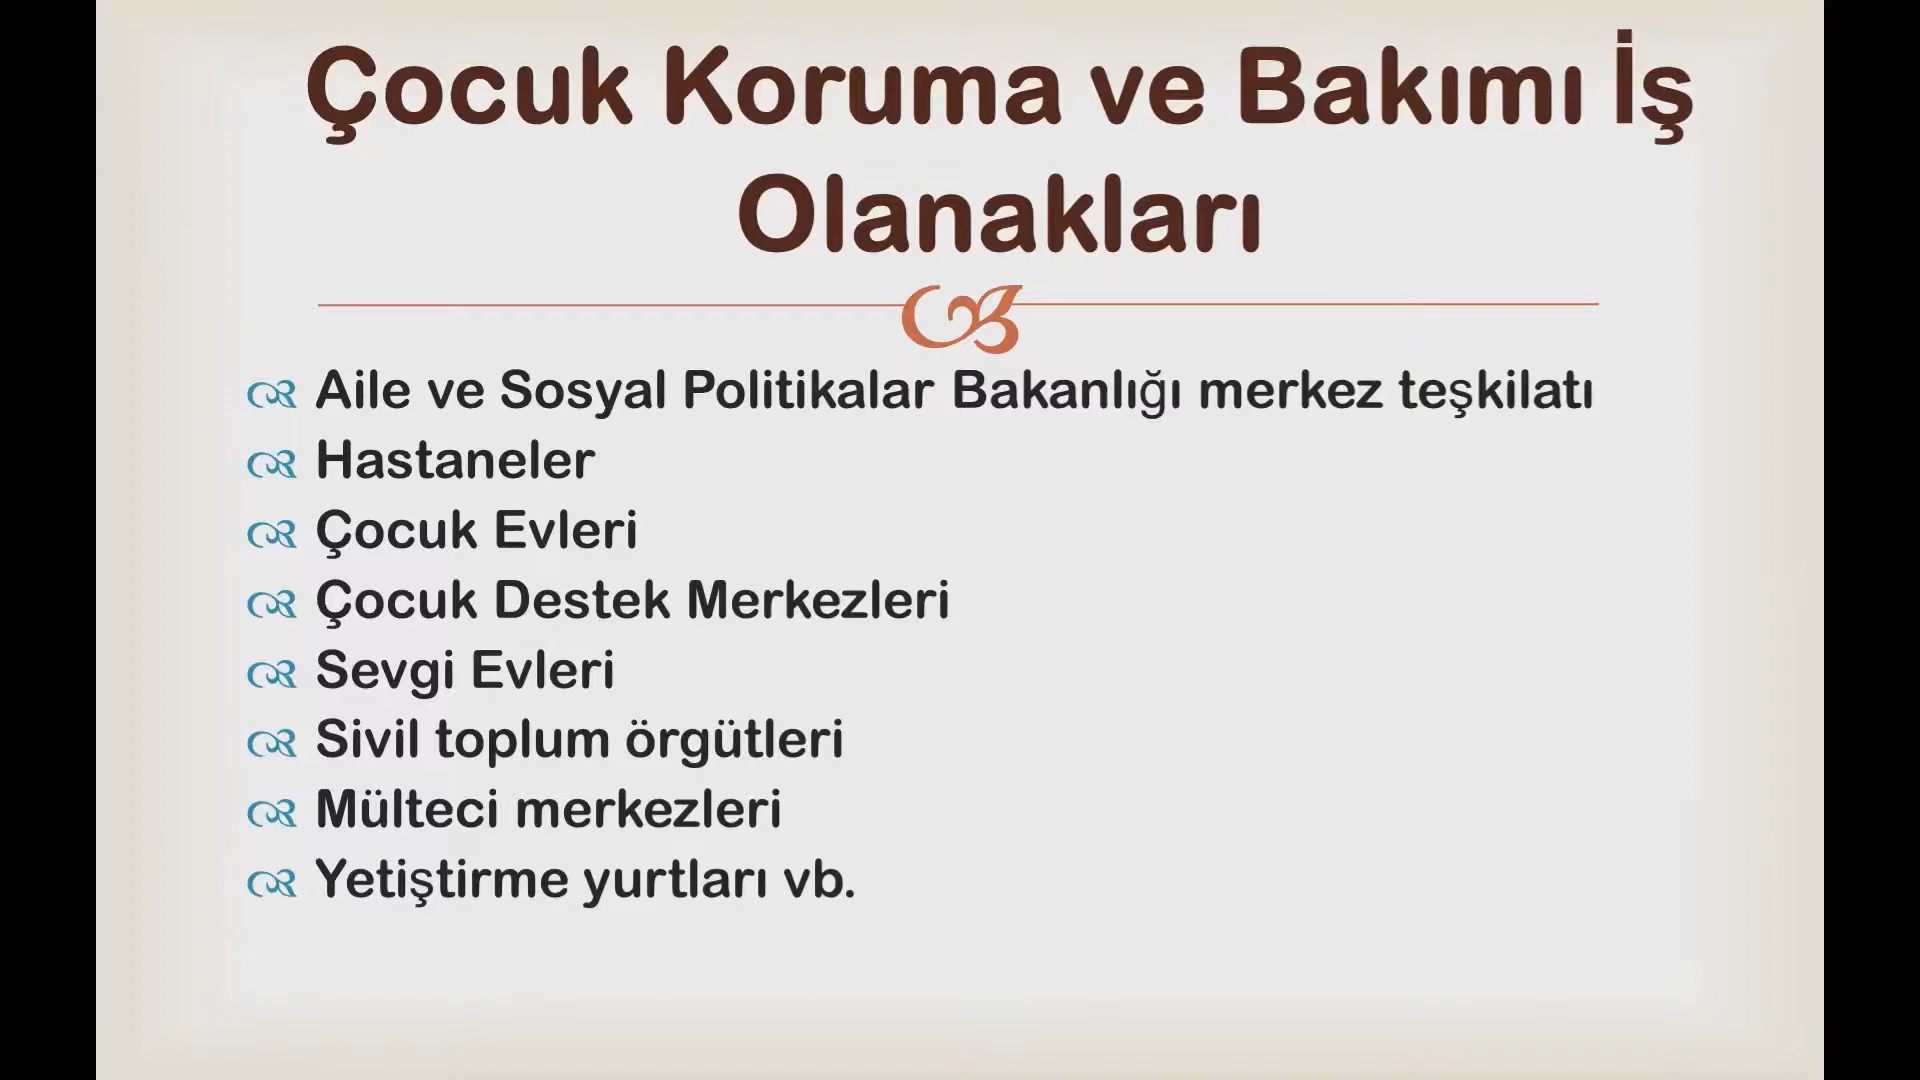 Çocuk Koruma ve Bakımı İş
Olanakları
Aile ve Sosyal Politikalar Bakanlığı merkez teşkilatı
Hastaneler
Çocuk Evleri
Çocuk Destek Merkezleri
Sevgi Evleri
Sivil toplum örgütleri
Mülteci merkezleri
Yetiştirme yurtları vb.